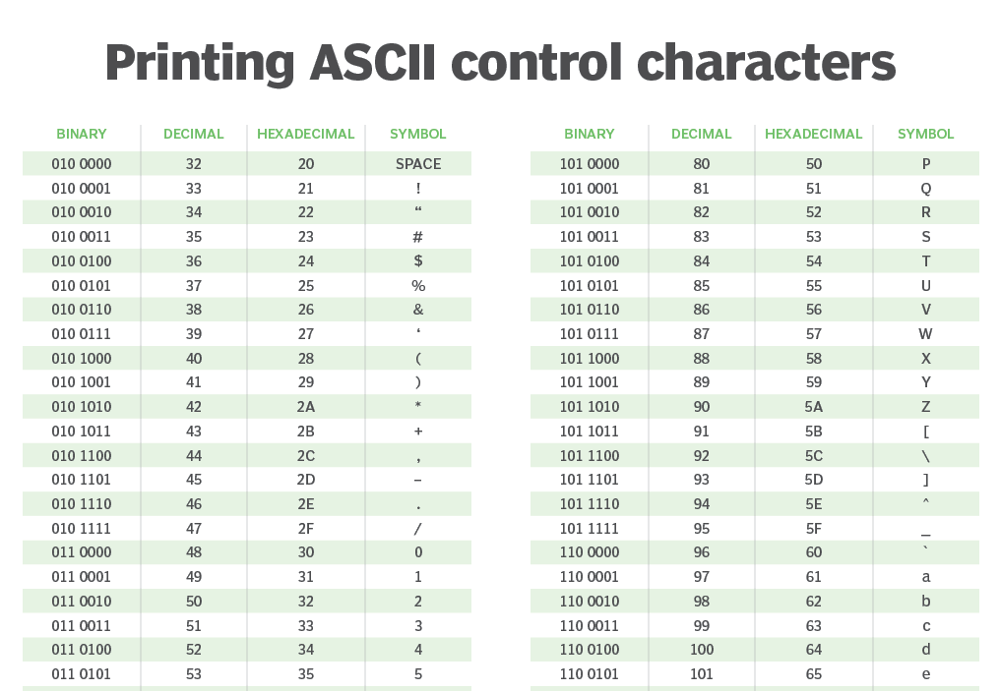 Printing ASCII control characters
BINARY DECIMAL HEXADECIMAL SYMBOL
010 0000 32 20 SPACE
010 0001 33 21 !
010 0010 34 22 “
010 0011 35 23 #
010 0100 36 24 $
010 0101 37 25 %
010 0110 38 26 &
010 0111 39 27 ‘
010 1000 40 28 (
010 1001 41 29 )
010 1010 42 2A *
010 1011 43 2B +
010 1100 44 2C ,
010 1101 45 2D –
010 1110 46 2E .
010 1111 47 2F /
011 0000 48 30 0
011 0001 49 31 1
011 0010 50 32 2
011 0011 51 33 3
011 0100 52 34 4
011 0101 53 35 5
BINARY DECIMAL HEXADECIMAL SYMBOL
101 0000 80 50 P
101 0001 81 51 Q
101 0010 82 52 R
101 0011 83 53 S
101 0100 84 54 T
101 0101 85 55 U
101 0110 86 56 V
101 0111 87 57 W
101 1000 88 58 X
101 1001 89 59 Y
101 1010 90 5A Z
101 1011 91 5B [
101 1100 92 5C \
101 1101 93 5D ]
101 1110 94 5E ^
101 1111 95 5F _
110 0000 96 60 `
110 0001 97 61 a
110 0010 98 62 b
110 0011 99 63 c
110 0100 100 64 d
110 0101 101 65 e